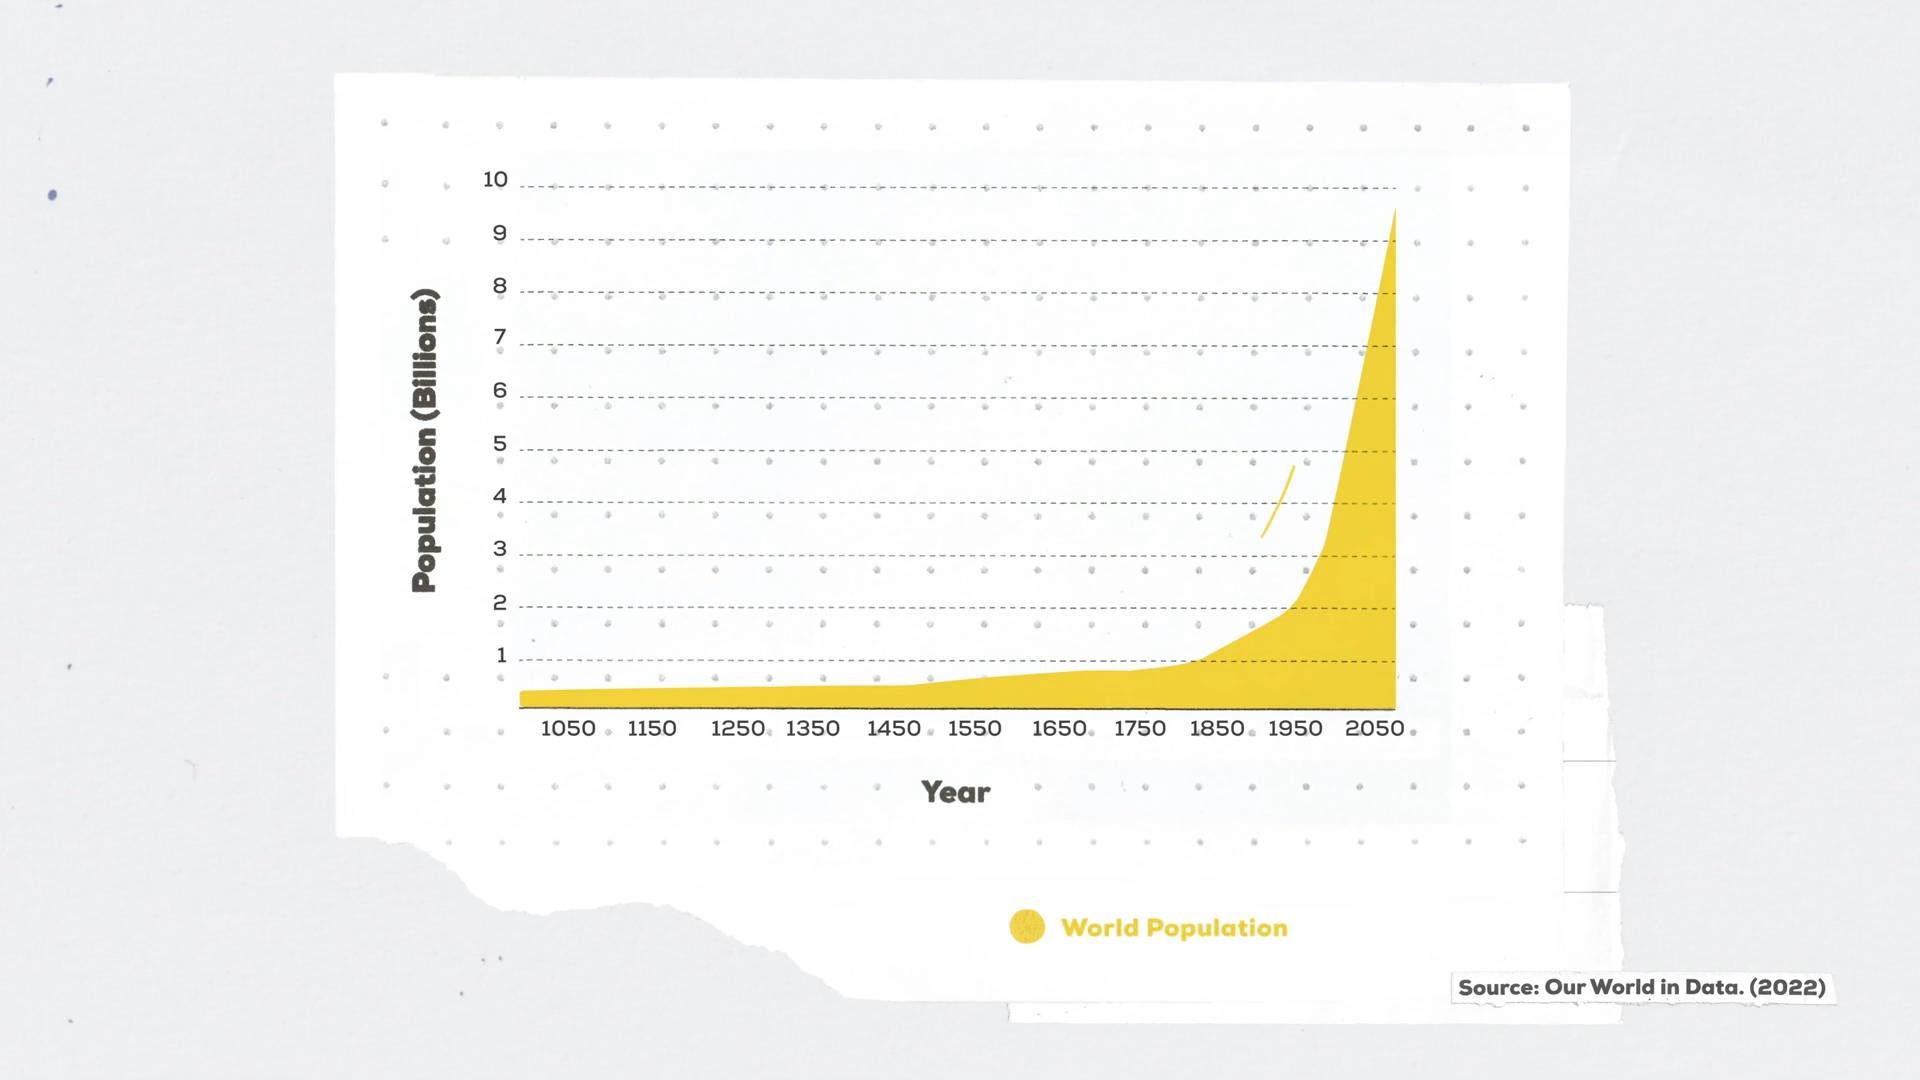 10
9
8
7
6
5
4
3
2
1
Population (Billions)
1050 1150 1250 1350 1450 1550 1650 1750 1850 1950 2050
Year
World Population
Source: Our World in Data. (2022)